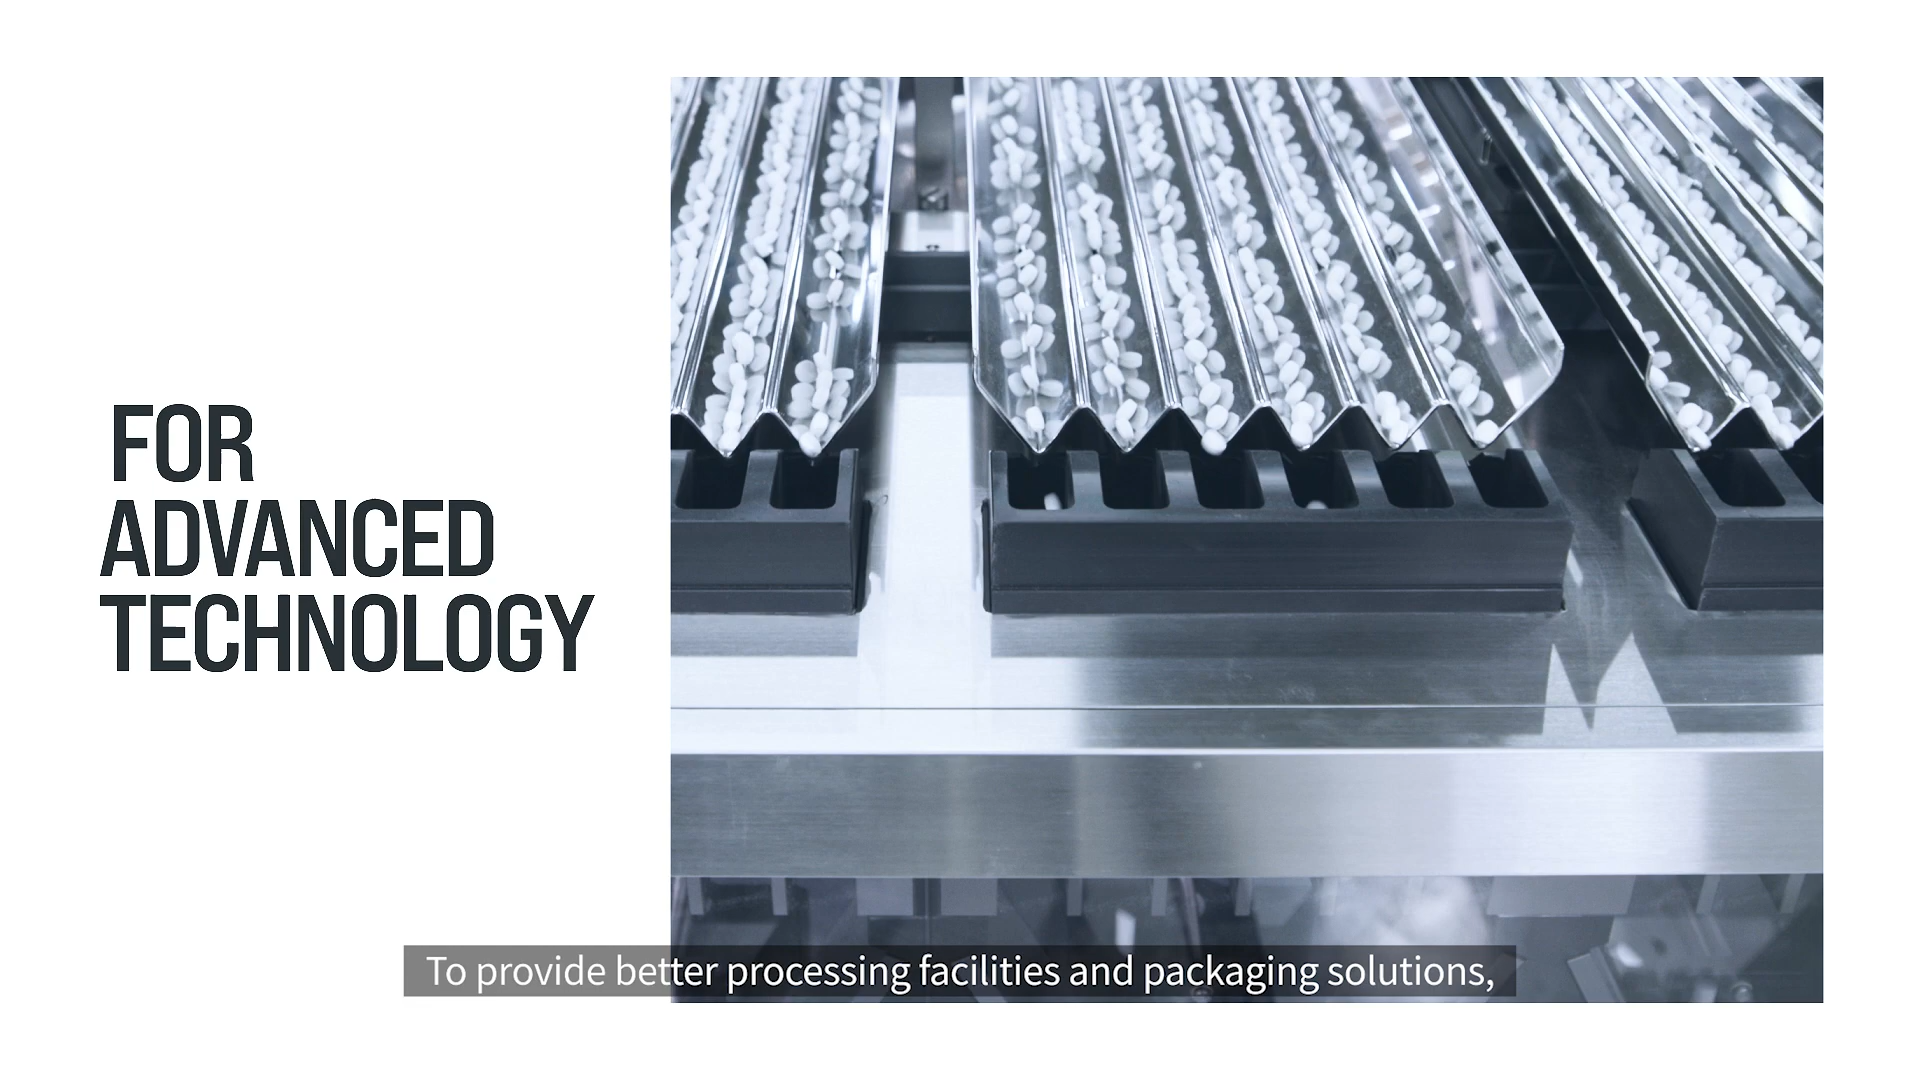 FOR
ADVANCED
TECHNOLOGY
To provide better processing facilities and packaging solutions,